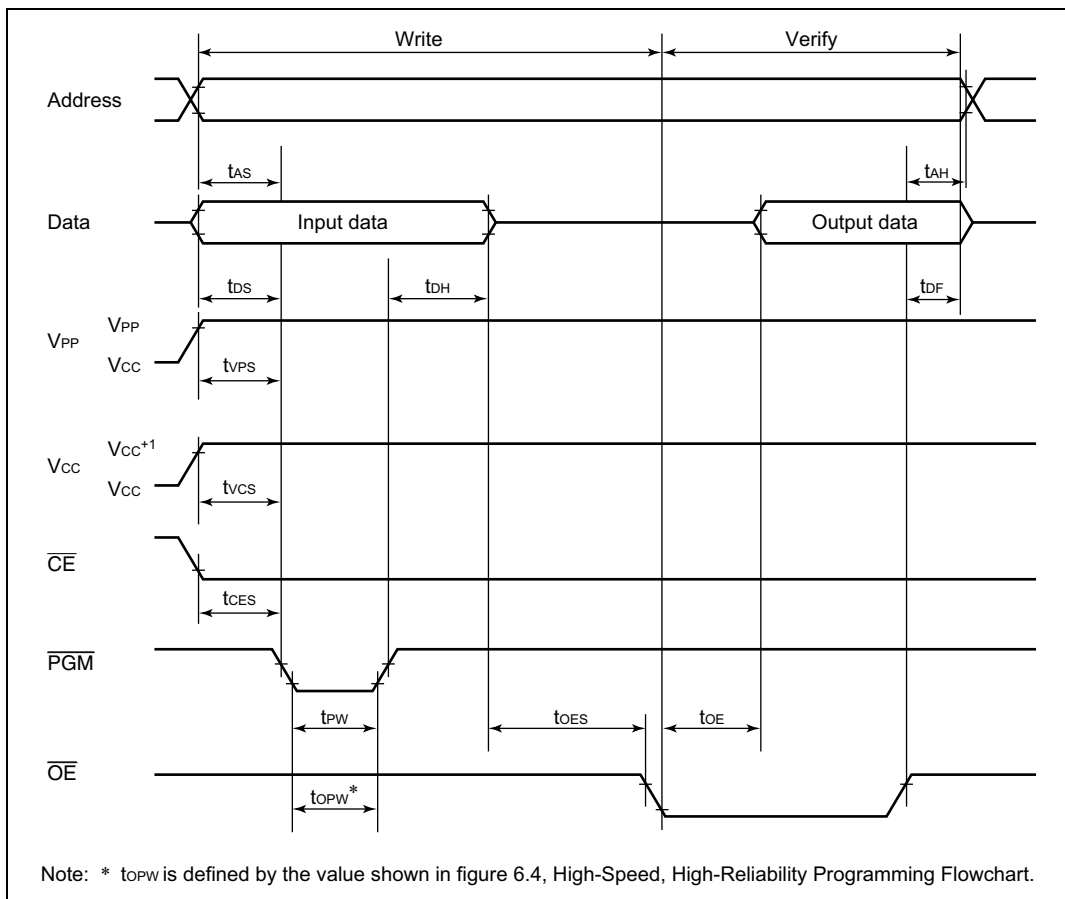 Write Verify
Address
tAS tAH
Data Input data Output data
tDS tDH tDF
VPP VPP
VCC
tVPS
VCC VCC+1
VCC
tVCS
CE
tCES
PGM
tPW tOES tOE
OE
tOPW*
Note: * tOPW is defined by the value shown in figure 6.4, High-Speed, High-Reliability Programming Flowchart.